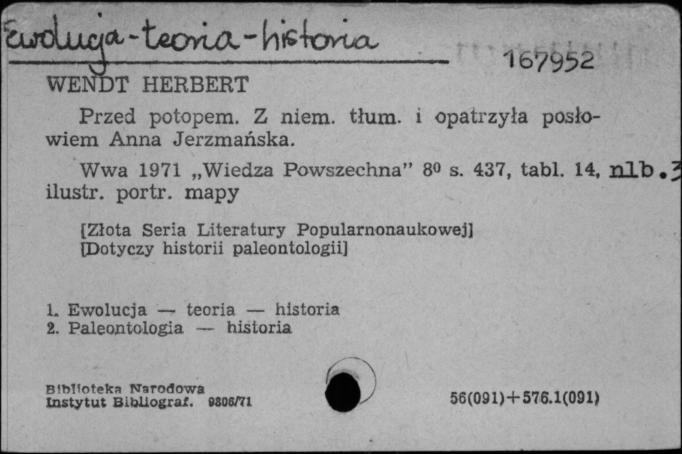 Ewolucja-teoria-historia
167952
WENDT HERBERT
Przed potopem. Z niem. tłum. i opatrzyła posło-
wiem Anna Jerzmańska.
Wwa 1971 „Wiedza Powszechna” 8⁰ s. 437, tabl. 14, nlb. 3
ilustr. portr. mapy
[Złota Seria Literatury Popularnonaukowej]
[Dotyczy historii paleontologii]
1. Ewolucja — teoria — historia
2. Paleontologia — historia
Biblioteka Narodowa
Instytut Bibliograf. 9806/71
56(091)+576.1(091)